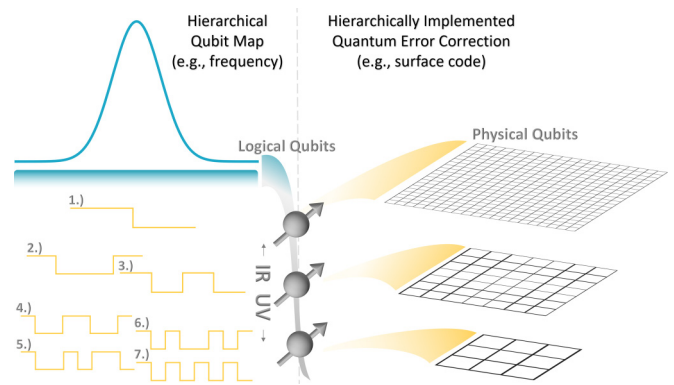 Hierarchical
Qubit Map
(e.g., frequency)
Hierarchically Implemented
Quantum Error Correction
(e.g., surface code)
Logical Qubits
Physical Qubits
1.)
2.)
3.)
4.)
5.)
6.)
7.)
IR UV